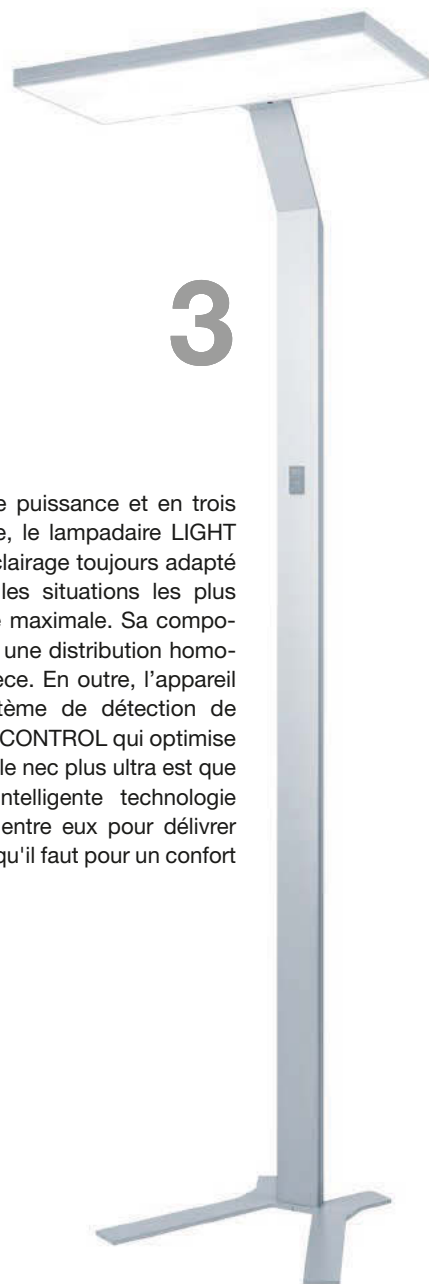 3
e puissance et en trois
e, le lampadaire LIGHT
clairage toujours adapté
les situations les plus
é maximale. Sa compo-
une distribution homo-
èce. En outre, l’appareil
tème de détection de
CONTROL qui optimise
le nec plus ultra est que
intelligente technologie
entre eux pour délivrer
qu'il faut pour un confort